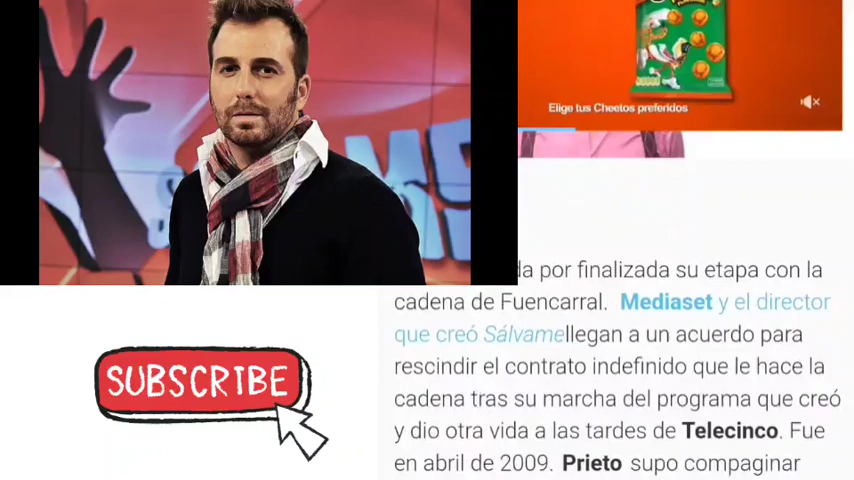 Elige tus Cheetos preferidos
da por finalizada su etapa con la
cadena de Fuencarral. Mediaset y el director
que creó Sálvamellegan a un acuerdo para
rescindir el contrato indefinido que le hace la
cadena tras su marcha del programa que creó
y dio otra vida a las tardes de Telecinco. Fue
en abril de 2009. Prieto supo compaginar
SUBSCRIBE